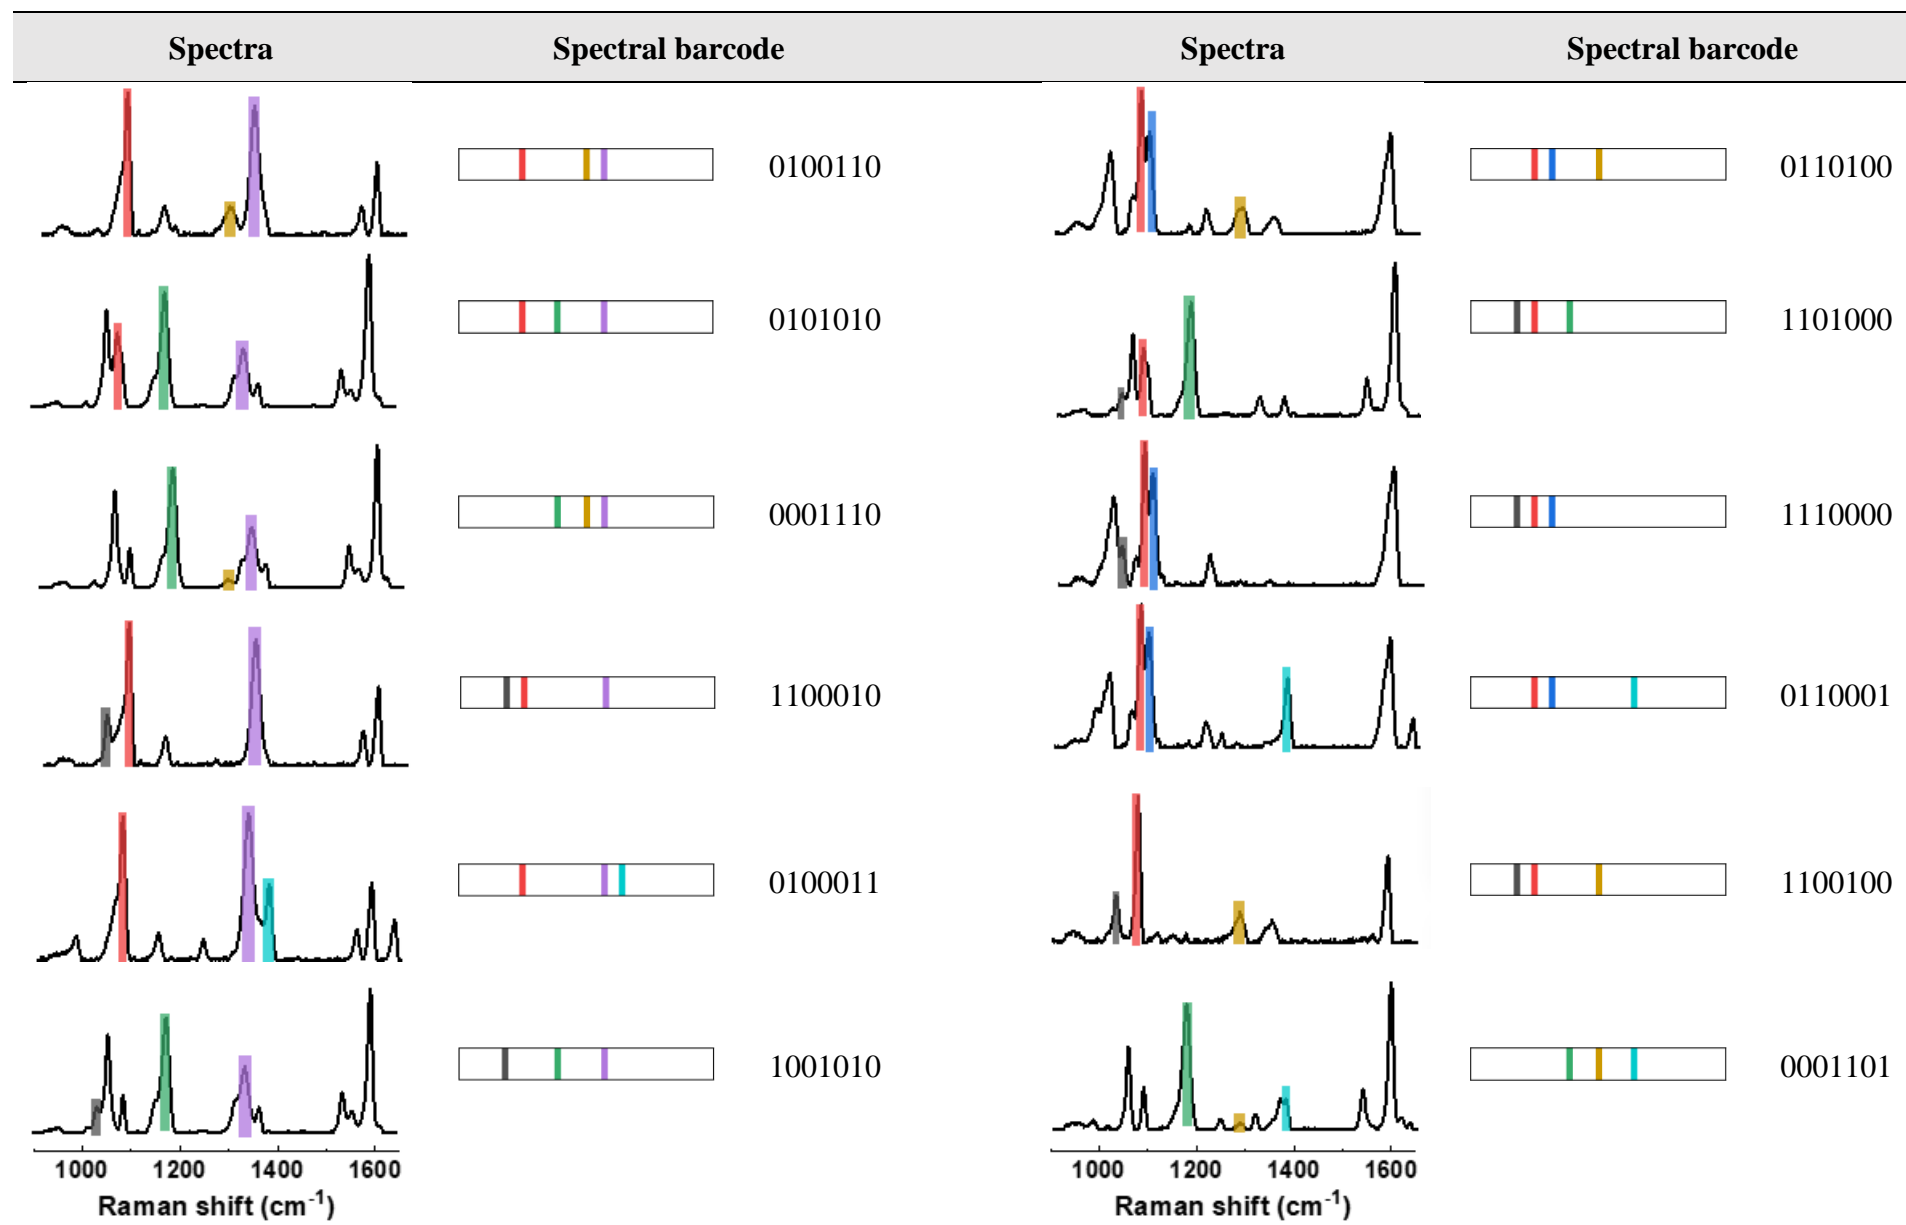 Spectra Spectral barcode Spectra Spectral barcode
0100110 0110100
0101010 1101000
0001110 1110000
1100010 0110001
0100011 1100100
1001010 0001101
1000 1200 1400 1600 1000 1200 1400 1600
Raman shift (cm⁻¹) Raman shift (cm⁻¹)